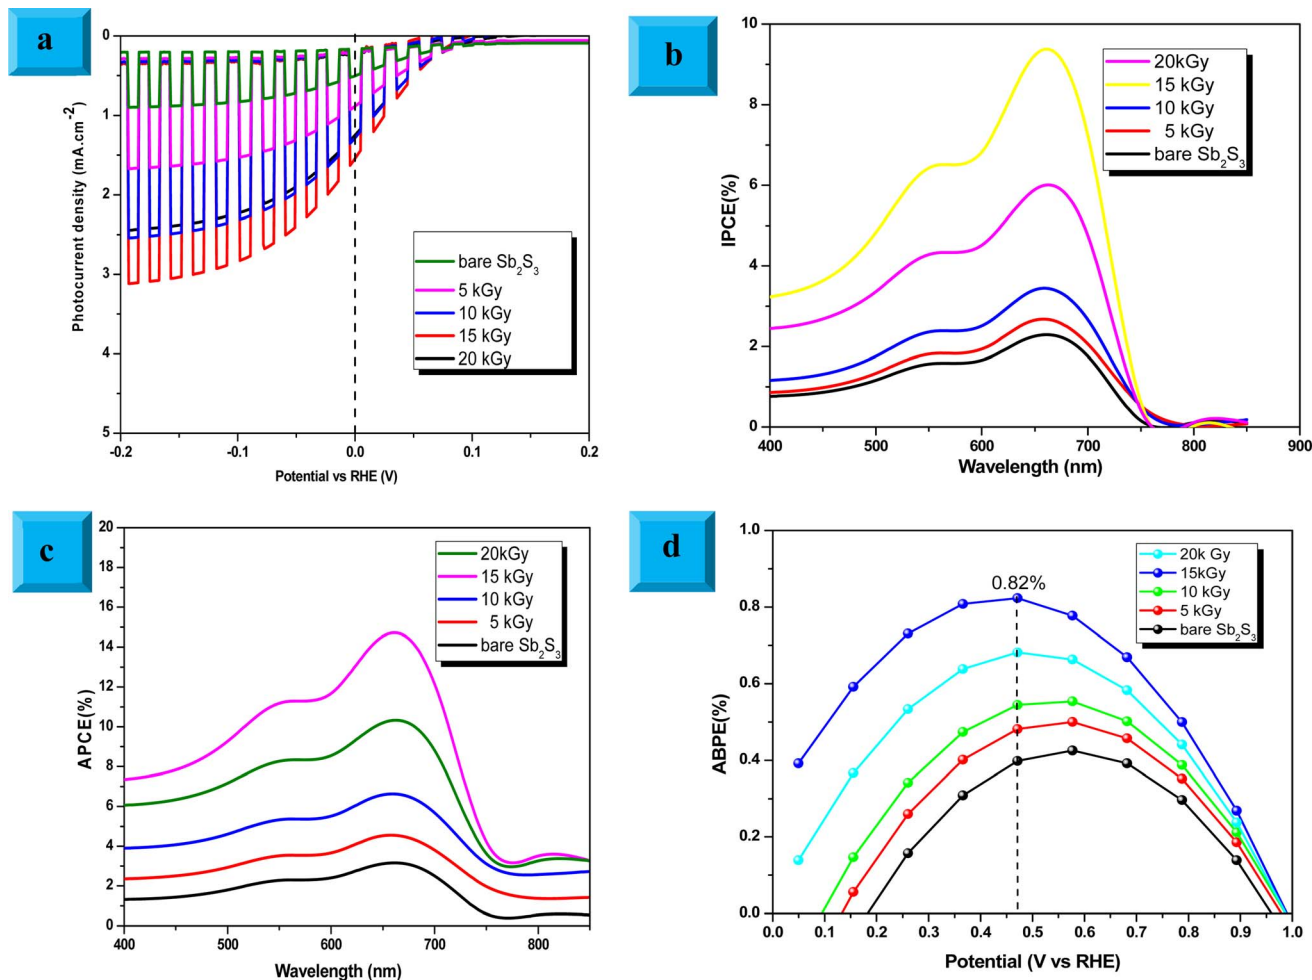 a
Photocurrent density (mA.cm-2)
0
1
2
3
4
5
bare Sb2S3
5 kGy
10 kGy
15 kGy
20 kGy
-0.2
-0.1
0.0
0.1
0.2
Potential vs RHE (V)
b
IPCE(%)
10
8
6
4
2
0
20kGy
15 kGy
10 kGy
5 kGy
bare Sb2S3
400
500
600
700
800
900
Wavelength (nm)
c
APCE(%)
20
18
16
14
12
10
8
6
4
2
0
20kGy
15 kGy
10 kGy
5 kGy
bare Sb2S3
400
500
600
700
800
Wavelength (nm)
d
ABPE(%)
1.0
0.8
0.6
0.4
0.2
0.0
0.82%
20k Gy
15kGy
10 kGy
5 kGy
bare Sb2S3
0.0
0.1
0.2
0.3
0.4
0.5
0.6
0.7
0.8
0.9
1.0
Potential (V vs RHE)